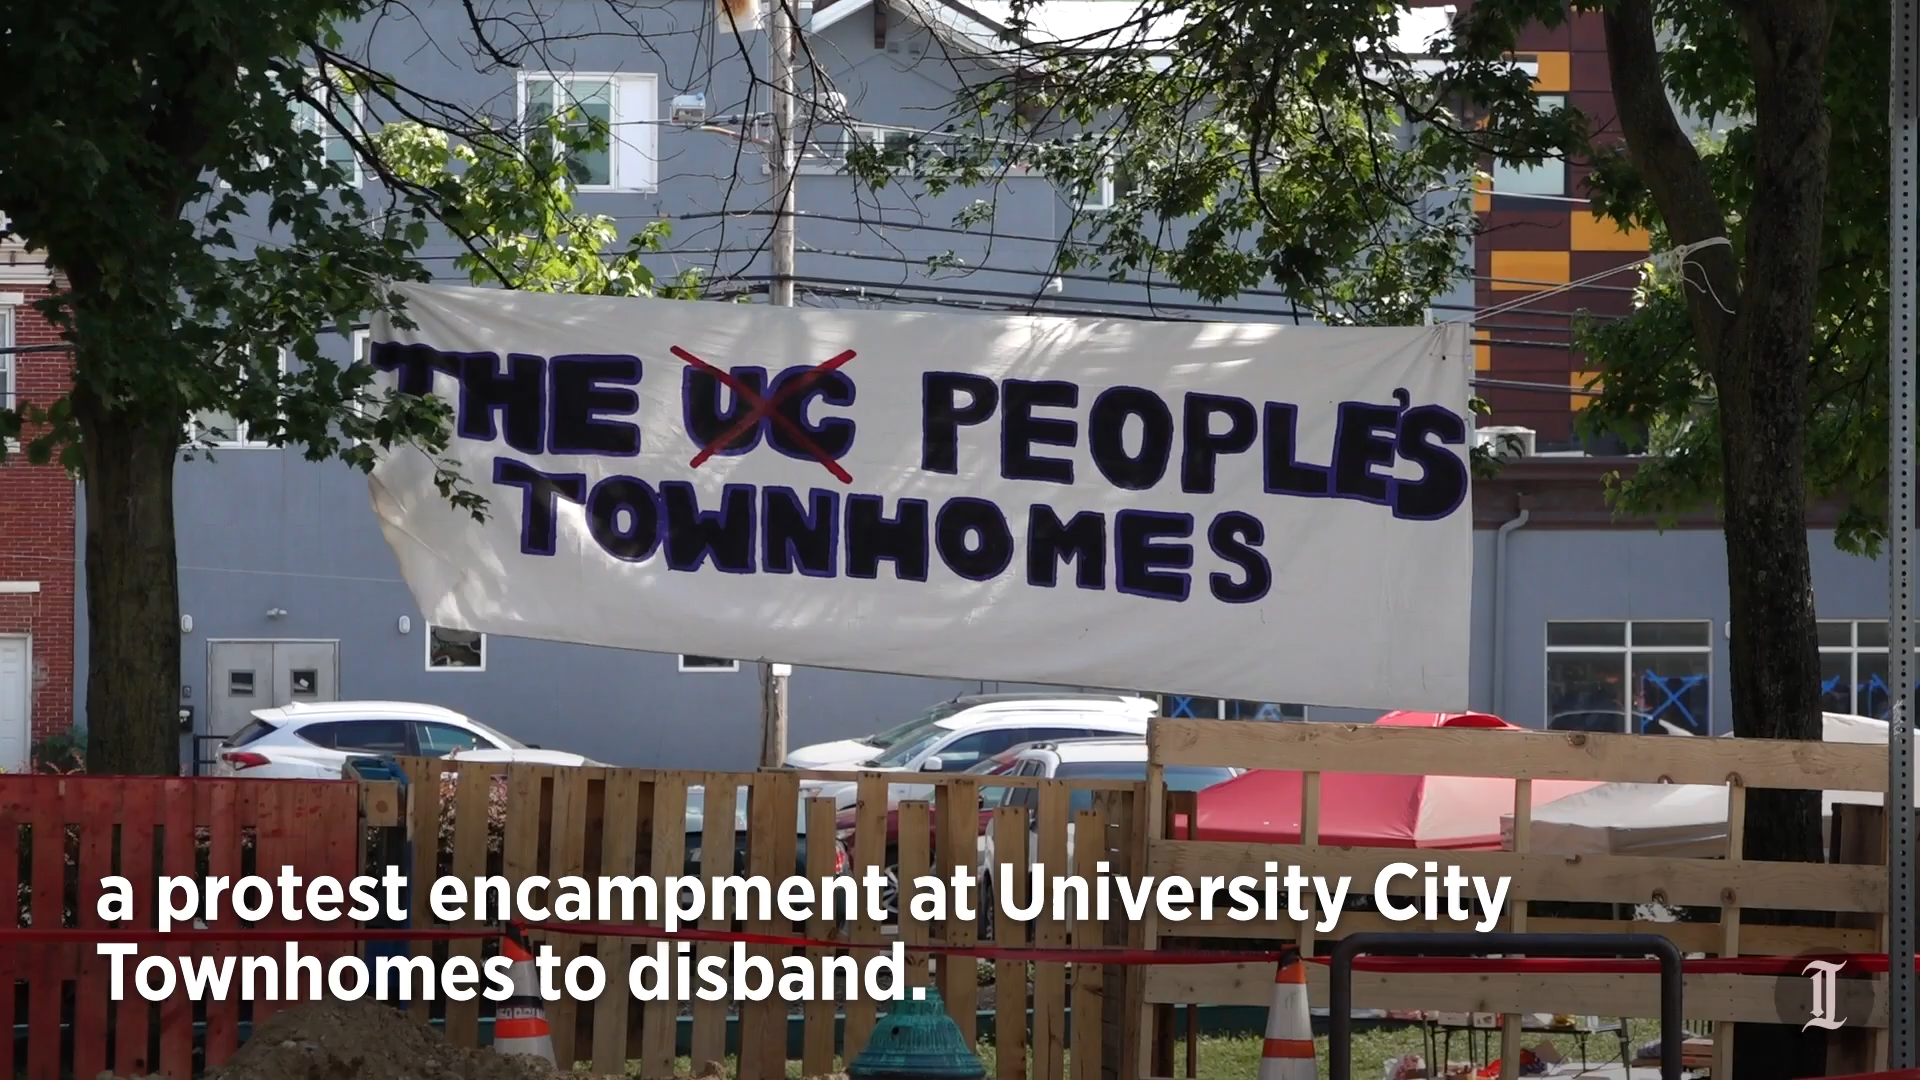 THE UC PEOPLE'S
TOWNHOMES
a protest encampment at University City
Townhomes to disband.